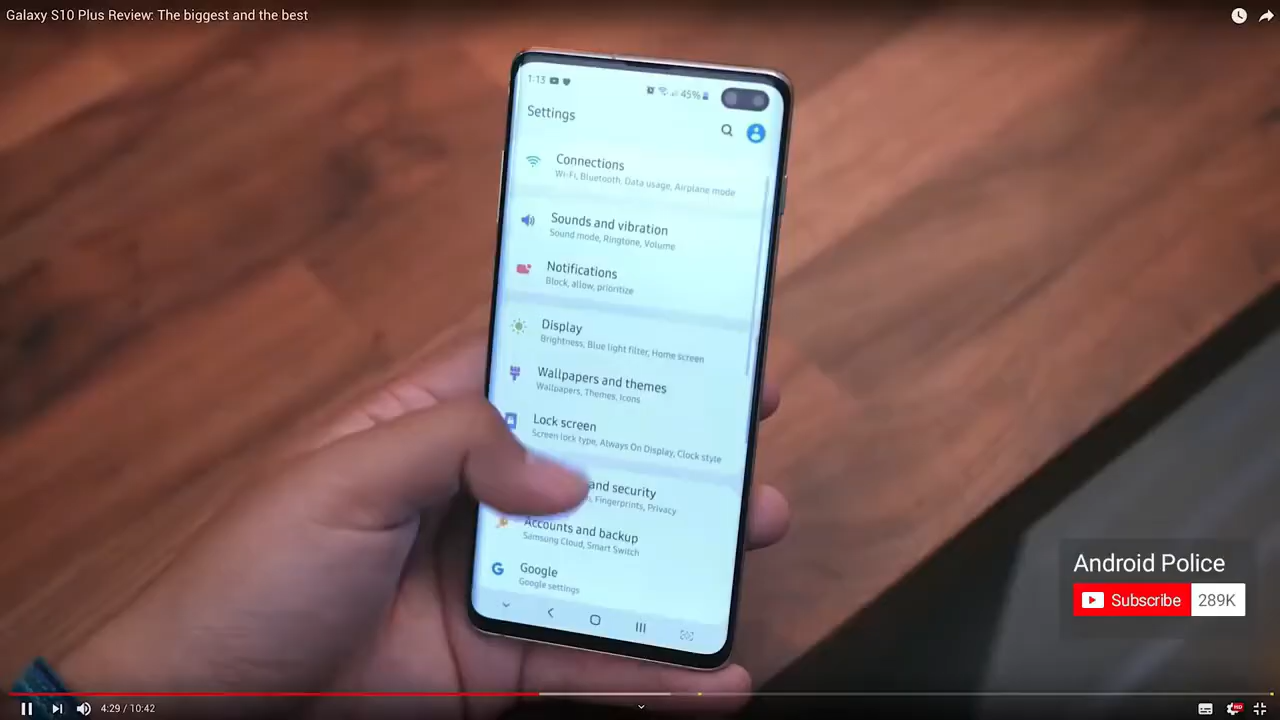 Galaxy S10 Plus Review: The biggest and the best
1:13
45%
Settings
Connections
Wi-Fi, Bluetooth, Data usage, Airplane mode
Sounds and vibration
Sound mode, Ringtone, Volume
Notifications
Block, allow, prioritize
Display
Brightness, Blue light filter, Home screen
Wallpapers and themes
Wallpapers, Themes, Icons
Lock screen
Screen lock type, Always On Display, Clock style
and security
Fingerprints, Privacy
Accounts and backup
Samsung Cloud, Smart Switch
Google
Google settings
Android Police
Subscribe 289K
4:29 / 10:42
HD